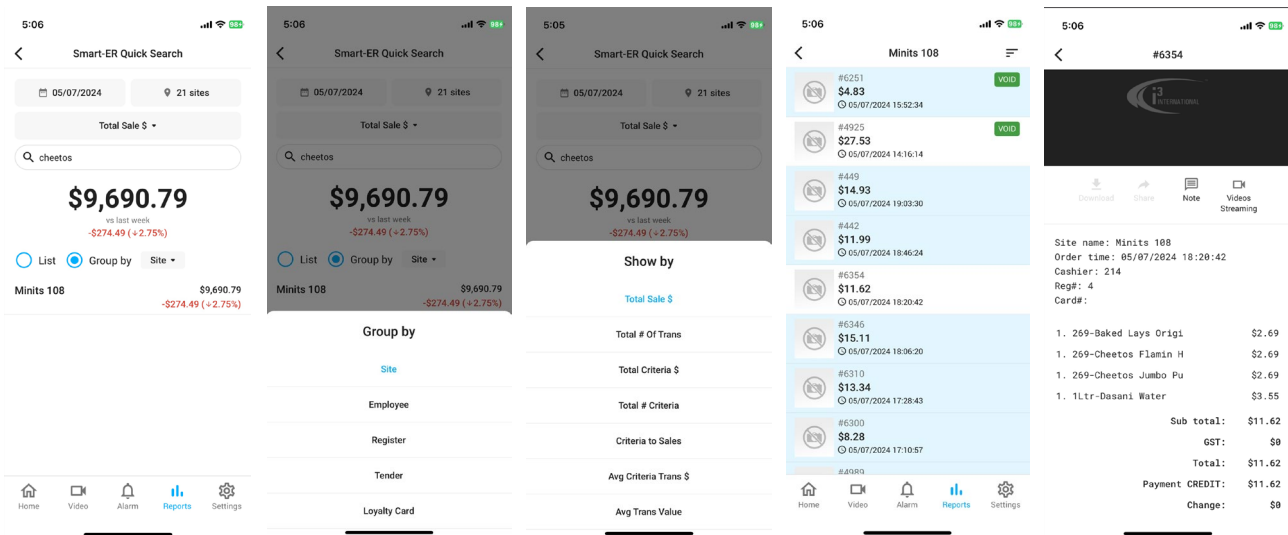 5:06
98+
Smart-ER Quick Search
05/07/2024 21 sites
Total Sale $
cheetos
$9,690.79
vs last week
-$274.49 (↓2.75%)
List Group by Site
Minits 108 $9,690.79
-$274.49 (↓2.75%)
Home Video Alarm Reports Settings
5:06
98+
Smart-ER Quick Search
05/07/2024 21 sites
Total Sale $
cheetos
$9,690.79
vs last week
-$274.49 (↓2.75%)
List Group by Site
Minits 108 $9,690.79
-$274.49 (↓2.75%)
Group by
Site
Employee
Register
Tender
Loyalty Card
5:05
98+
Smart-ER Quick Search
05/07/2024 21 sites
Total Sale $
cheetos
$9,690.79
vs last week
-$274.49 (↓2.75%)
Show by
Total Sale $
Total # Of Trans
Total Criteria $
Total # Criteria
Criteria to Sales
Avg Criteria Trans $
Avg Trans Value
5:06
98+
Minits 108
#6251 VOID
$4.83
05/07/2024 15:52:34
#4925 VOID
$27.53
05/07/2024 14:16:14
#449
$14.93
05/07/2024 19:03:30
#442
$11.99
05/07/2024 18:46:24
#6354
$11.62
05/07/2024 18:20:42
#6346
$15.11
05/07/2024 18:06:20
#6310
$13.34
05/07/2024 17:28:43
#6300
$8.28
05/07/2024 17:10:57
#4989
Home Video Alarm Reports Settings
5:06
98+
#6354
i3 INTERNATIONAL
Download Share Note Videos
Streaming
Site name: Minits 108
Order time: 05/07/2024 18:20:42
Cashier: 214
Reg#: 4
Card#:
1. 269-Baked Lays Origi $2.69
1. 269-Cheetos Flamin H $2.69
1. 269-Cheetos Jumbo Pu $2.69
1. 1Ltr-Dasani Water $3.55
Sub total: $11.62
GST: $0
Total: $11.62
Payment CREDIT: $11.62
Change: $0